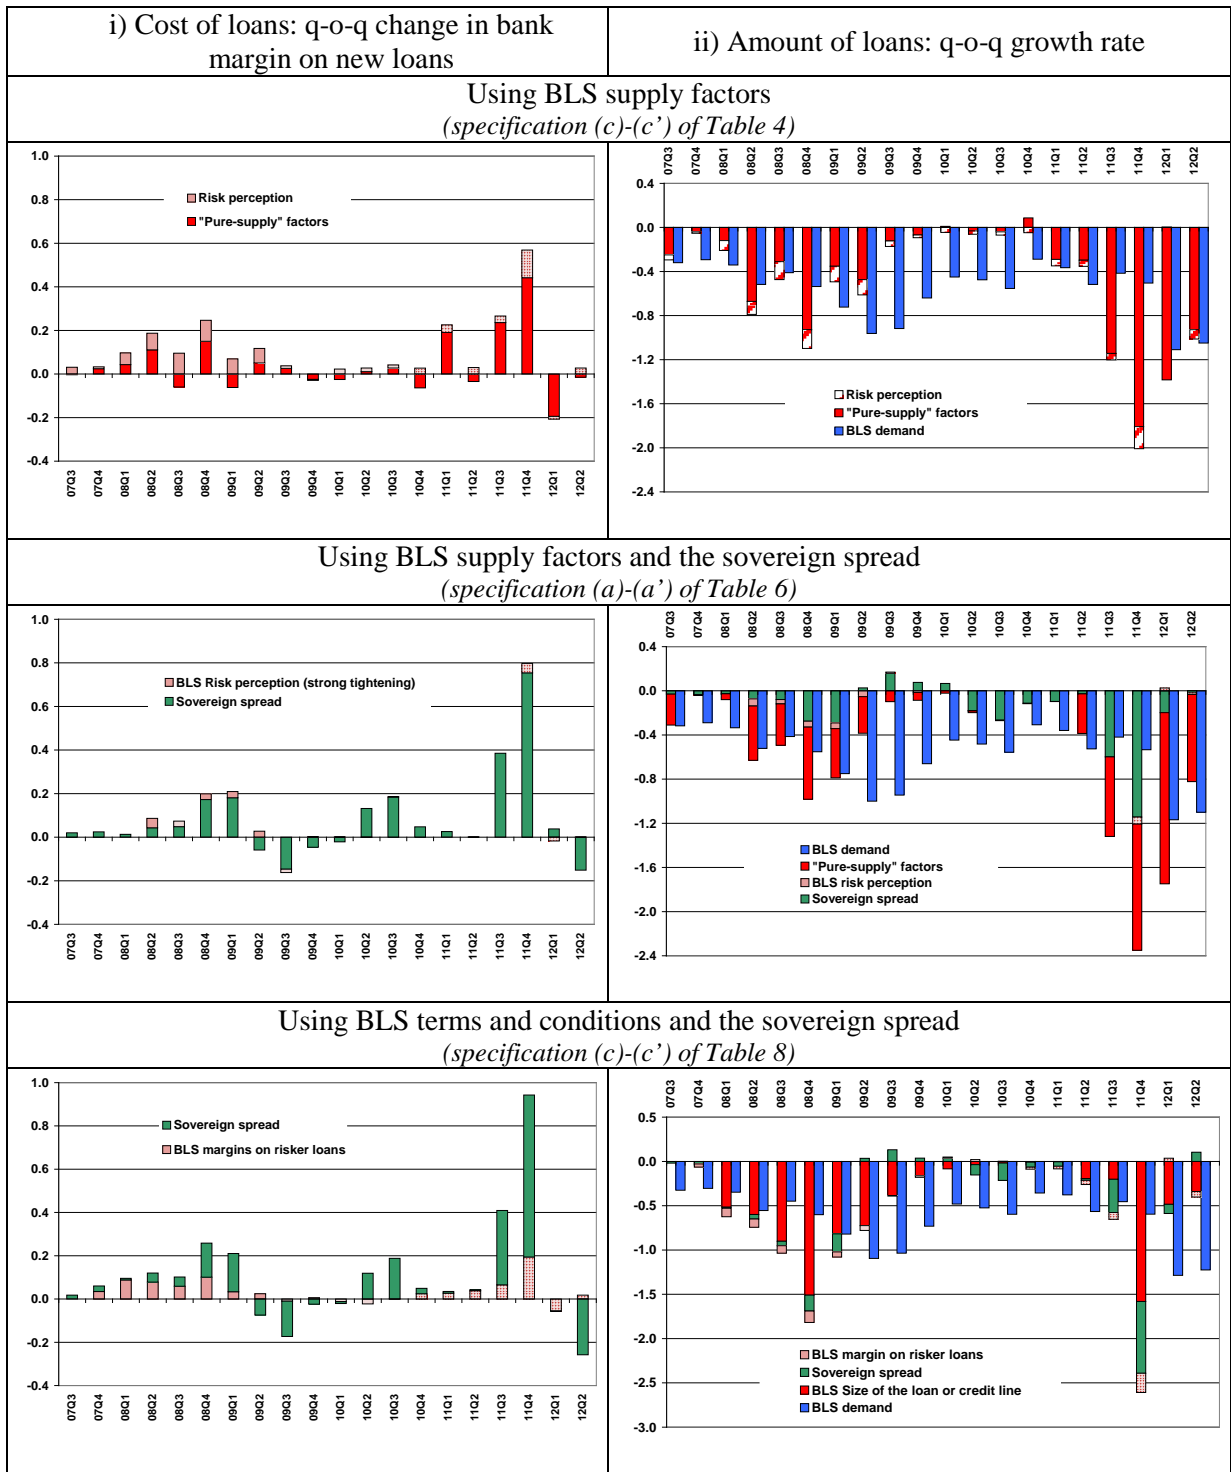 i) Cost of loans: q-o-q change in bank
margin on new loans
ii) Amount of loans: q-o-q growth rate
Using BLS supply factors
(specification (c)-(c’) of Table 4)
1.0
0.8
0.6
0.4
0.2
0.0
-0.2
-0.4
Risk perception
"Pure-supply" factors
07Q3
07Q4
08Q1
08Q2
08Q3
08Q4
09Q1
09Q2
09Q3
09Q4
10Q1
10Q2
10Q3
10Q4
11Q1
11Q2
11Q3
11Q4
12Q1
12Q2
07Q3
07Q4
08Q1
08Q2
08Q3
08Q4
09Q1
09Q2
09Q3
09Q4
10Q1
10Q2
10Q3
10Q4
11Q1
11Q2
11Q3
11Q4
12Q1
12Q2
0.4
0.0
-0.4
-0.8
-1.2
-1.6
-2.0
-2.4
Risk perception
"Pure-supply" factors
BLS demand
Using BLS supply factors and the sovereign spread
(specification (a)-(a’) of Table 6)
1.0
0.8
0.6
0.4
0.2
0.0
-0.2
-0.4
BLS Risk perception (strong tightening)
Sovereign spread
07Q3
07Q4
08Q1
08Q2
08Q3
08Q4
09Q1
09Q2
09Q3
09Q4
10Q1
10Q2
10Q3
10Q4
11Q1
11Q2
11Q3
11Q4
12Q1
12Q2
07Q3
07Q4
08Q1
08Q2
08Q3
08Q4
09Q1
09Q2
09Q3
09Q4
10Q1
10Q2
10Q3
10Q4
11Q1
11Q2
11Q3
11Q4
12Q1
12Q2
0.4
0.0
-0.4
-0.8
-1.2
-1.6
-2.0
-2.4
BLS demand
"Pure-supply" factors
BLS risk perception
Sovereign spread
Using BLS terms and conditions and the sovereign spread
(specification (c)-(c’) of Table 8)
1.0
0.8
0.6
0.4
0.2
0.0
-0.2
-0.4
Sovereign spread
BLS margins on risker loans
07Q3
07Q4
08Q1
08Q2
08Q3
08Q4
09Q1
09Q2
09Q3
09Q4
10Q1
10Q2
10Q3
10Q4
11Q1
11Q2
11Q3
11Q4
12Q1
12Q2
07Q3
07Q4
08Q1
08Q2
08Q3
08Q4
09Q1
09Q2
09Q3
09Q4
10Q1
10Q2
10Q3
10Q4
11Q1
11Q2
11Q3
11Q4
12Q1
12Q2
0.5
0.0
-0.5
-1.0
-1.5
-2.0
-2.5
-3.0
BLS margin on risker loans
Sovereign spread
BLS Size of the loan or credit line
BLS demand